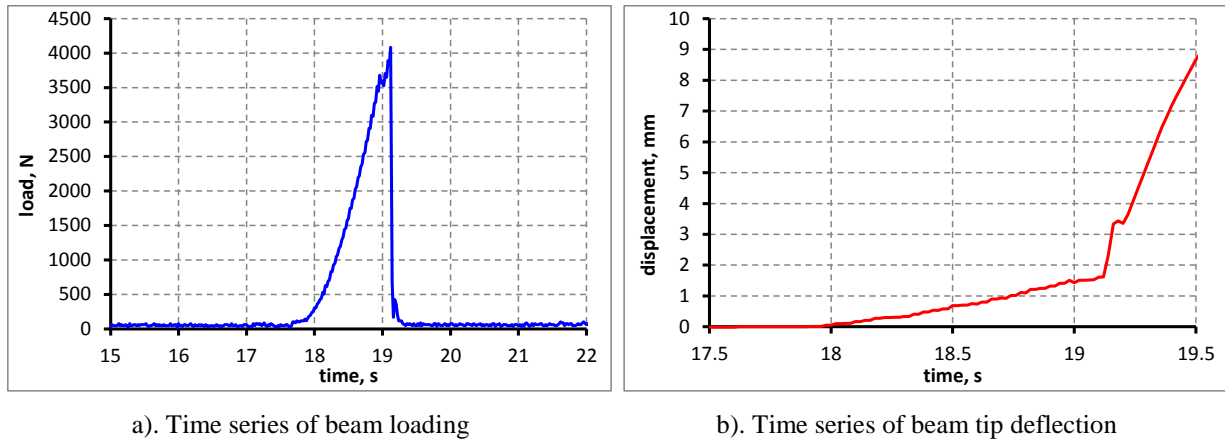 4500
4000
3500
3000
2500
2000
1500
1000
500
0
load, N
15 16 17 18 19 20 21 22
time, s
10
9
8
7
6
5
4
3
2
1
0
displacement, mm
17.5 18 18.5 19 19.5
time, s
a). Time series of beam loading
b). Time series of beam tip deflection